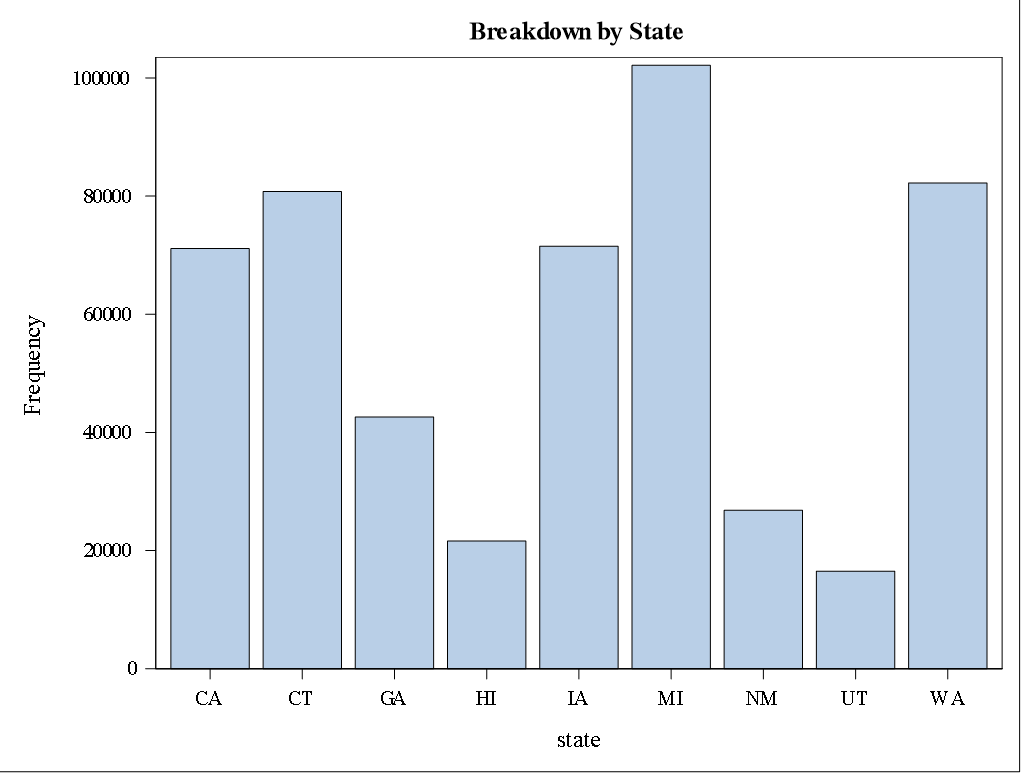 Breakdown by State
100000
80000
60000
40000
20000
0
Frequency
CA CT GA HI IA MI NM UT WA
state